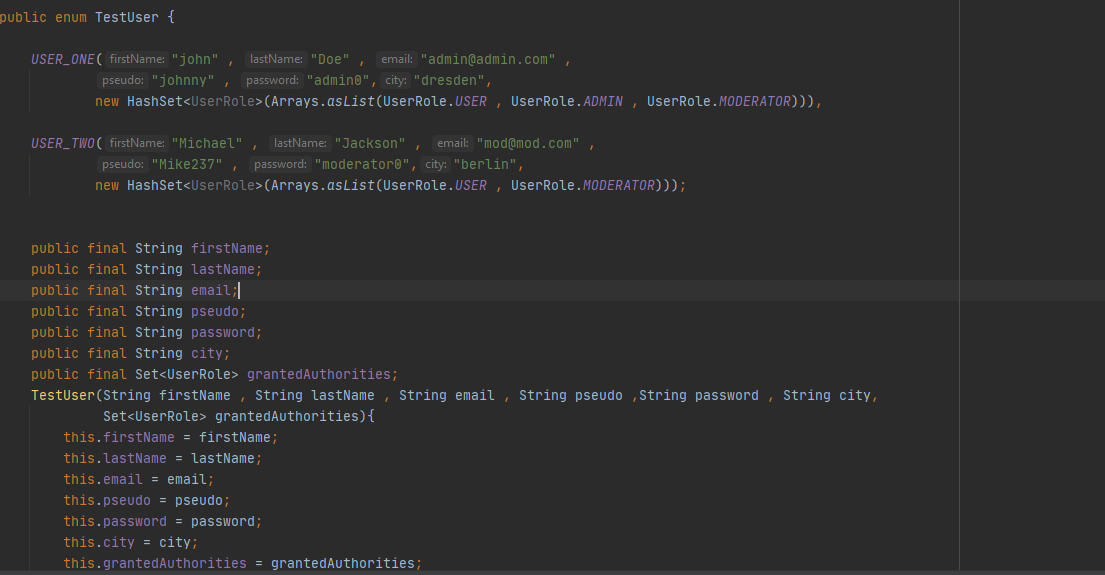 public enum TestUser {
USER_ONE( firstName: "john" , lastName: "Doe" , email: "admin@admin.com" ,
pseudo: "johnny" , password: "admin0", city: "dresden",
new HashSet<UserRole>(Arrays.asList(UserRole.USER , UserRole.ADMIN , UserRole.MODERATOR))),
USER_TWO( firstName: "Michael" , lastName: "Jackson" , email: "mod@mod.com" ,
pseudo: "Mike237" , password: "moderator0", city: "berlin",
new HashSet<UserRole>(Arrays.asList(UserRole.USER , UserRole.MODERATOR)));
public final String firstName;
public final String lastName;
public final String email;
public final String pseudo;
public final String password;
public final String city;
public final Set<UserRole> grantedAuthorities;
TestUser(String firstName , String lastName , String email , String pseudo ,String password , String city,
Set<UserRole> grantedAuthorities){
this.firstName = firstName;
this.lastName = lastName;
this.email = email;
this.pseudo = pseudo;
this.password = password;
this.city = city;
this.grantedAuthorities = grantedAuthorities;